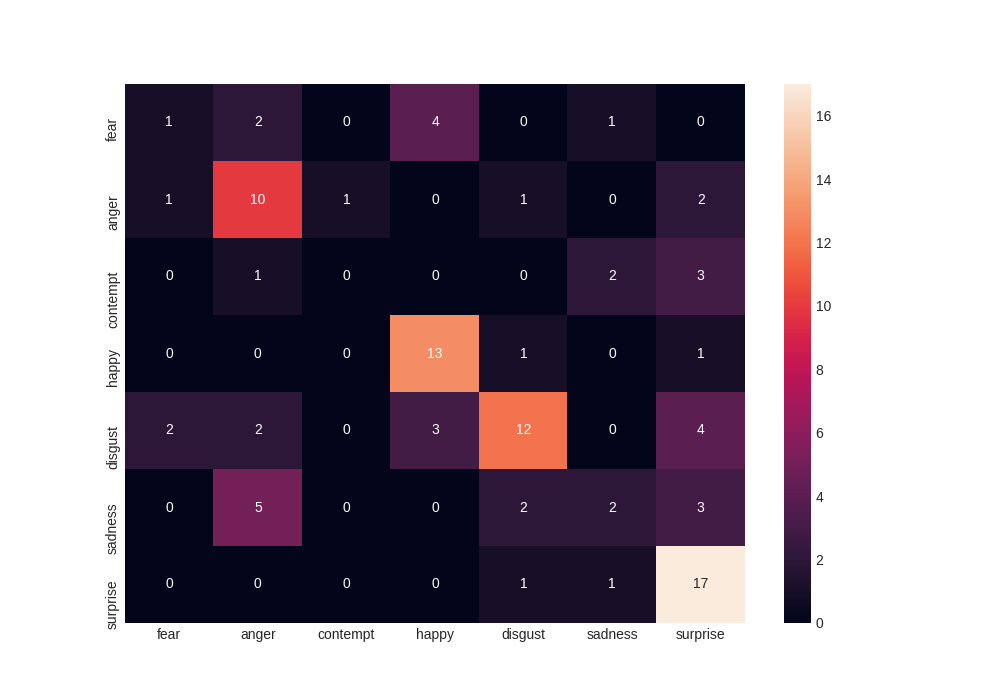 fear 1 2 0 4 0 1 0
anger 1 10 1 0 1 0 2
contempt 0 1 0 0 0 2 3
happy 0 0 0 13 1 0 1
disgust 2 2 0 3 12 0 4
sadness 0 5 0 0 2 2 3
surprise 0 0 0 0 1 1 17
fear anger contempt happy disgust sadness surprise
16
14
12
10
8
6
4
2
0